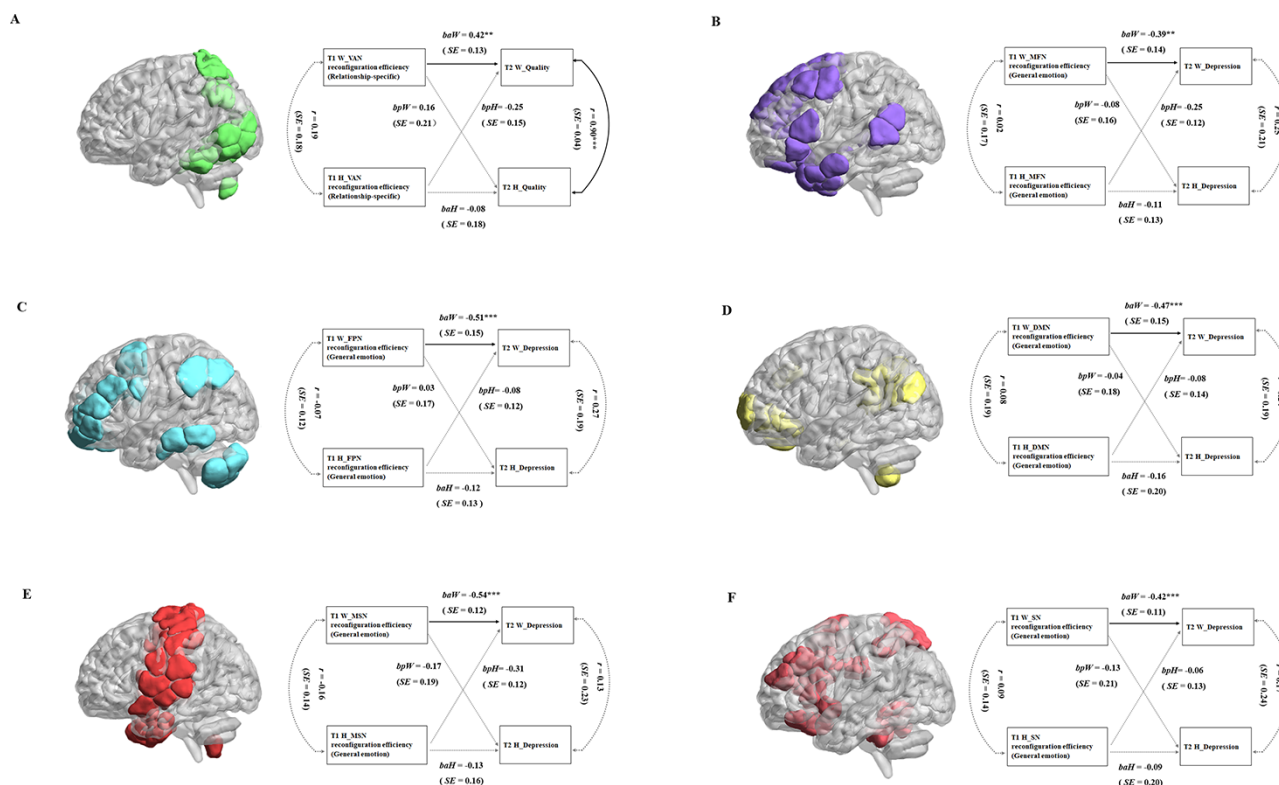 A
baW = 0.42**
( SE = 0.13)
T1 W_VAN
reconfiguration efficiency
(Relationship-specific)
T2 W_Quality
r = 0.19
(SE = 0.18)
bpW = 0.16
(SE = 0.21)
bpH = -0.25
( SE = 0.15)
r = 0.90***
(SE = 0.04)
T1 H_VAN
reconfiguration efficiency
(Relationship-specific)
T2 H_Quality
baH = -0.08
( SE = 0.18)
B
baW = -0.39**
( SE = 0.14)
T1 W_MFN
reconfiguration efficiency
(General emotion)
T2 W_Depression
r = 0.02
(SE = 0.17)
bpW = -0.08
(SE = 0.16)
bpH = -0.25
( SE = 0.12)
(SE = 0.21)
T1 H_MFN
reconfiguration efficiency
(General emotion)
T2 H_Depression
baH = -0.11
( SE = 0.13)
C
baW = -0.51***
( SE = 0.15)
T1 W_FPN
reconfiguration efficiency
(General emotion)
T2 W_Depression
r = -0.07
(SE = 0.12)
bpW = 0.03
(SE = 0.17)
bpH = -0.08
( SE = 0.12)
r = 0.27
(SE = 0.19)
T1 H_FPN
reconfiguration efficiency
(General emotion)
T2 H_Depression
baH = -0.12
( SE = 0.13 )
D
baW = -0.47***
( SE = 0.15)
T1 W_DMN
reconfiguration efficiency
(General emotion)
T2 W_Depression
r = 0.08
(SE = 0.19)
bpW = -0.04
(SE = 0.18)
bpH = -0.08
( SE = 0.14)
(SE = 0.19)
T1 H_DMN
reconfiguration efficiency
(General emotion)
T2 H_Depression
baH = -0.16
( SE = 0.20)
E
baW = -0.54***
( SE = 0.12)
T1 W_MSN
reconfiguration efficiency
(General emotion)
T2 W_Depression
r = -0.16
(SE = 0.14)
bpW = -0.17
(SE = 0.19)
bpH = -0.31
( SE = 0.12)
r = 0.13
(SE = 0.23)
T1 H_MSN
reconfiguration efficiency
(General emotion)
T2 H_Depression
baH = -0.13
( SE = 0.16)
F
baW = -0.42***
( SE = 0.11)
T1 W_SN
reconfiguration efficiency
(General emotion)
T2 W_Depression
r = 0.09
(SE = 0.14)
bpW = -0.13
(SE = 0.21)
bpH = -0.06
( SE = 0.13)
(SE = 0.24)
T1 H_SN
reconfiguration efficiency
(General emotion)
T2 H_Depression
baH = -0.09
( SE = 0.20)